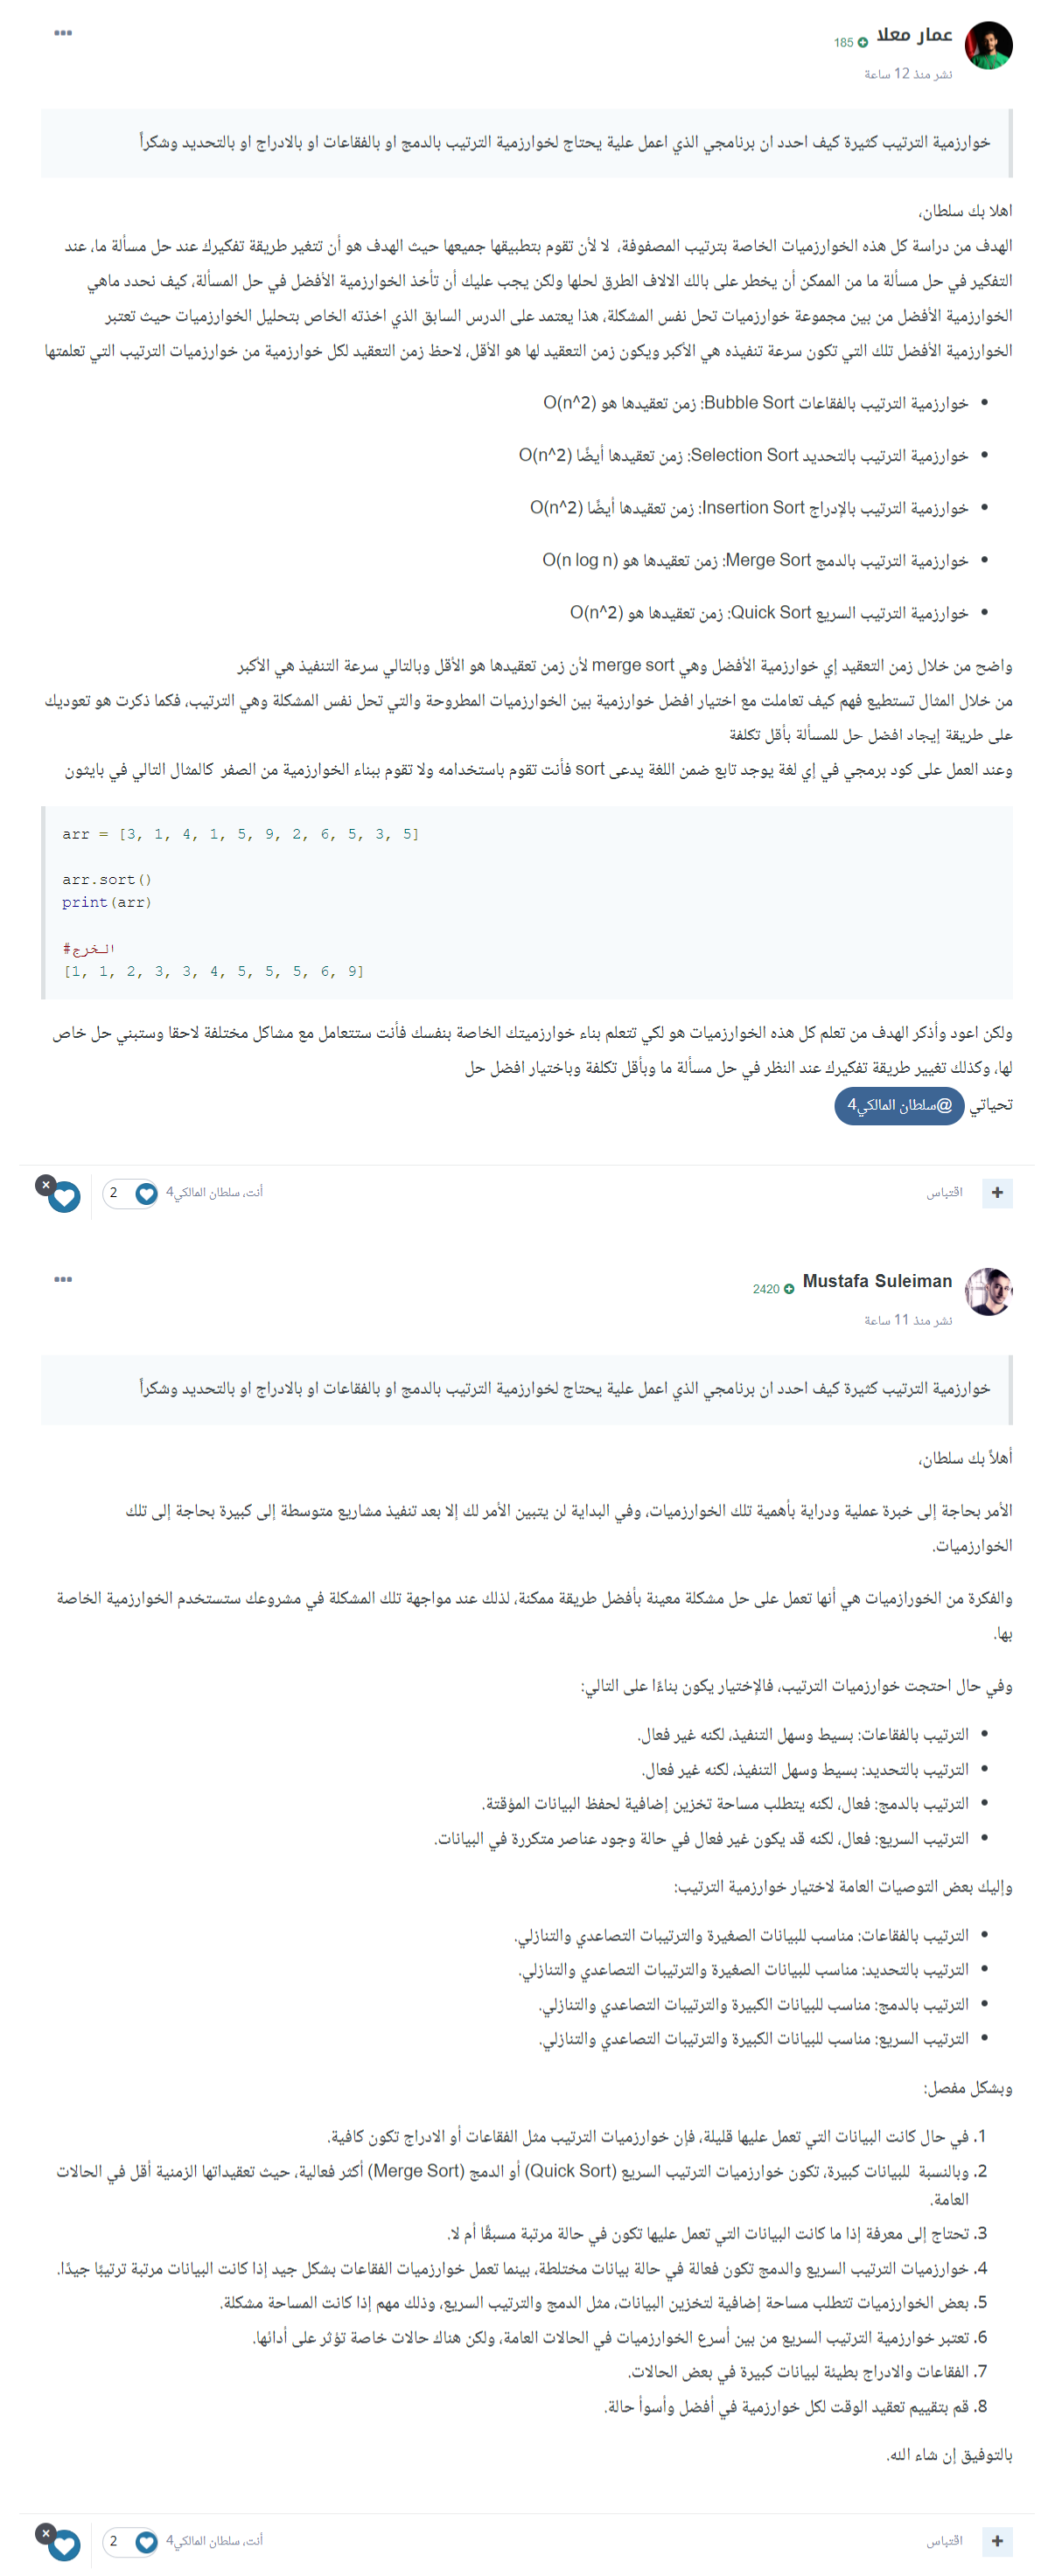 عمار معلا 185
نشر منذ 12 ساعة
خوارزمية الترتيب كثيرة كيف احدد ان برنامجي الذي اعمل علية يحتاج لخوارزمية الترتيب بالدمج او بالفقاعات او بالادراج او بالتحديد وشكراً
اهلا بك سلطان،
الهدف من دراسة كل هذه الخوارزميات الخاصة بترتيب المصفوفة، لا لأن تقوم بتطبيقها جميعها حيث الهدف هو أن تتغير طريقة تفكيرك عند حل مسألة ما، عند
التفكير في حل مسألة ما من الممكن أن يخطر على بالك الالاف الطرق لحلها ولكن يجب عليك أن تأخذ الخوارزمية الأفضل في حل المسألة، كيف نحدد ماهي
الخوارزمية الأفضل من بين مجموعة خوارزميات تحل نفس المشكلة، هذا يعتمد على الدرس السابق الذي اخذته الخاص بتحليل الخوارزميات حيث تعتبر
الخوارزمية الأفضل تلك التي تكون سرعة تنفيذه هي الأكبر ويكون زمن التعقيد لها هو الأقل، لاحظ زمن التعقيد لكل خوارزمية من خوارزميات الترتيب التي تعلمتها
• خوارزمية الترتيب بالفقاعات Bubble Sort: زمن تعقيدها هو O(n^2)
• خوارزمية الترتيب بالتحديد Selection Sort: زمن تعقيدها أيضًا O(n^2)
• خوارزمية الترتيب بالإدراج Insertion Sort: زمن تعقيدها أيضًا O(n^2)
• خوارزمية الترتيب بالدمج Merge Sort: زمن تعقيدها هو O(n log n)
• خوارزمية الترتيب السريع Quick Sort: زمن تعقيدها هو O(n^2)
واضح من خلال زمن التعقيد إي خوارزمية الأفضل وهي merge sort لأن زمن تعقيدها هو الأقل وبالتالي سرعة التنفيذ هي الأكبر
من خلال المثال تستطيع فهم كيف تعاملت مع اختيار افضل خوارزمية بين الخوارزميات المطروحة والتي تحل نفس المشكلة وهي الترتيب، فكما ذكرت هو تعوديك
على طريقة إيجاد افضل حل للمسألة بأقل تكلفة
وعند العمل على كود برمجي في إي لغة يوجد تابع ضمن اللغة يدعى sort فأنت تقوم باستخدامه ولا تقوم ببناء الخوارزمية من الصفر كالمثال التالي في بايثون
arr = [3, 1, 4, 1, 5, 9, 2, 6, 5, 3, 5]
arr.sort()
print(arr)
#الخرج
[1, 1, 2, 3, 3, 4, 5, 5, 5, 6, 9]
ولكن اعود وأذكر الهدف من تعلم كل هذه الخوارزميات هو لكي تتعلم بناء خوارزميتك الخاصة بنفسك فأنت ستتعامل مع مشاكل مختلفة لاحقا وستبني حل خاص
لها، وكذلك تغيير طريقة تفكيرك عند النظر في حل مسألة ما وبأقل تكلفة وباختيار افضل حل
تحياتي @سلطان المالكي4
+ اقتباس أنت، سلطان المالكي4 2
Mustafa Suleiman 2420
نشر منذ 11 ساعة
خوارزمية الترتيب كثيرة كيف احدد ان برنامجي الذي اعمل علية يحتاج لخوارزمية الترتيب بالدمج او بالفقاعات او بالادراج او بالتحديد وشكراً
أهلاً بك سلطان،
الأمر بحاجة إلى خبرة عملية ودراية بأهمية تلك الخوارزميات، وفي البداية لن يتبين الأمر لك إلا بعد تنفيذ مشاريع متوسطة إلى كبيرة بحاجة إلى تلك
الخوارزميات.
والفكرة من الخورازميات هي أنها تعمل على حل مشكلة معينة بأفضل طريقة ممكنة، لذلك عند مواجهة تلك المشكلة في مشروعك ستستخدم الخوارزمية الخاصة
بها.
وفي حال احتجت خوارزميات الترتيب، فالإختيار يكون بناءًا على التالي:
• الترتيب بالفقاعات: بسيط وسهل التنفيذ، لكنه غير فعال.
• الترتيب بالتحديد: بسيط وسهل التنفيذ، لكنه غير فعال.
• الترتيب بالدمج: فعال، لكنه يتطلب مساحة تخزين إضافية لحفظ البيانات المؤقتة.
• الترتيب السريع: فعال، لكنه قد يكون غير فعال في حالة وجود عناصر متكررة في البيانات.
وإليك بعض التوصيات العامة لاختيار خوارزمية الترتيب:
• الترتيب بالفقاعات: مناسب للبيانات الصغيرة والترتيبات التصاعدي والتنازلي.
• الترتيب بالتحديد: مناسب للبيانات الصغيرة والترتيبات التصاعدي والتنازلي.
• الترتيب بالدمج: مناسب للبيانات الكبيرة والترتيبات التصاعدي والتنازلي.
• الترتيب السريع: مناسب للبيانات الكبيرة والترتيبات التصاعدي والتنازلي.
وبشكل مفصل:
1. في حال كانت البيانات التي تعمل عليها قليلة، فإن خوارزميات الترتيب مثل الفقاعات أو الادراج تكون كافية.
2. وبالنسبة للبيانات كبيرة، تكون خوارزميات الترتيب السريع (Quick Sort) أو الدمج (Merge Sort) أكثر فعالية، حيث تعقيداتها الزمنية أقل في الحالات
العامة.
3. تحتاج إلى معرفة إذا ما كانت البيانات التي تعمل عليها تكون في حالة مرتبة مسبقًا أم لا.
4. خوارزميات الترتيب السريع والدمج تكون فعالة في حالة بيانات مختلطة، بينما تعمل خوارزميات الفقاعات بشكل جيد إذا كانت البيانات مرتبة ترتيبًا جيدًا.
5. بعض الخوارزميات تتطلب مساحة إضافية لتخزين البيانات، مثل الدمج والترتيب السريع، وذلك مهم إذا كانت المساحة مشكلة.
6. تعتبر خوارزمية الترتيب السريع من بين أسرع الخوارزميات في الحالات العامة، ولكن هناك حالات خاصة تؤثر على أدائها.
7. الفقاعات والادراج بطيئة لبيانات كبيرة في بعض الحالات.
8. قم بتقييم تعقيد الوقت لكل خوارزمية في أفضل وأسوأ حالة.
بالتوفيق إن شاء الله.
+ اقتباس أنت، سلطان المالكي4 2